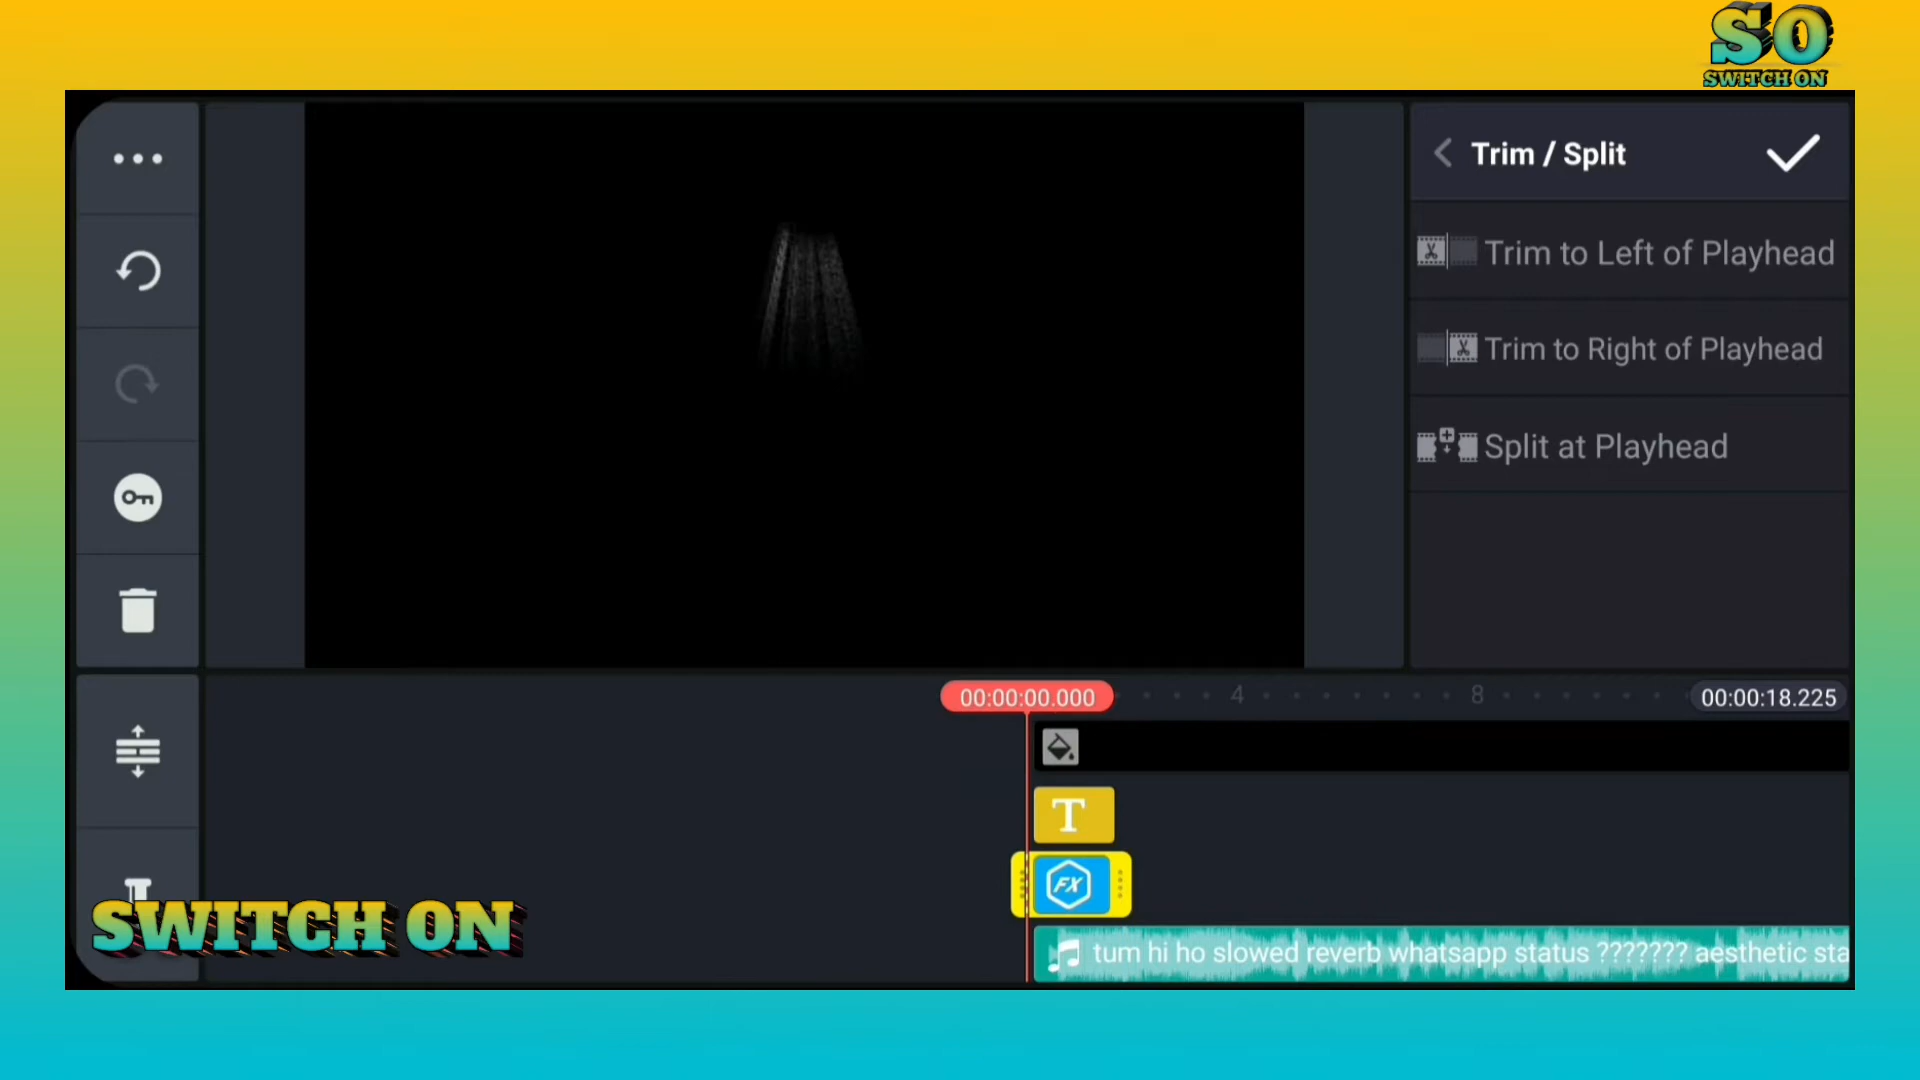 SO
SWITCH ON
Trim / Split
Trim to Left of Playhead
Trim to Right of Playhead
Split at Playhead
00:00:00.000
4
8
00:00:18.225
T
FX
T
SWITCH ON
tum hi ho slowed reverb whatsapp status ??????? aesthetic sta